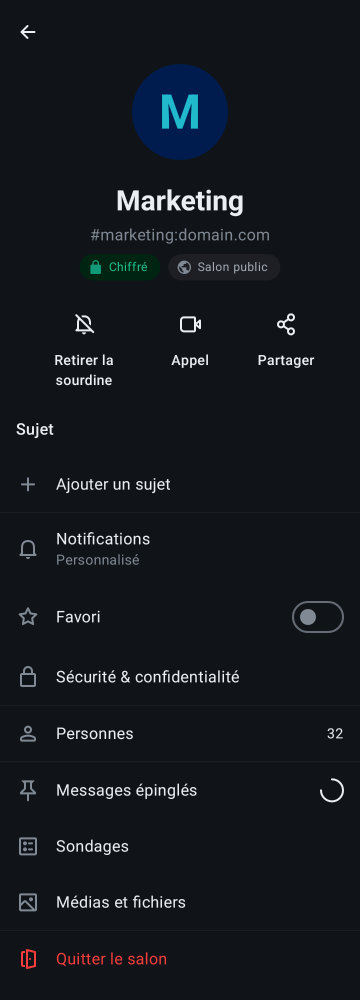 M
Marketing
#marketing:domain.com
Chiffré
Salon public
Retirer la
sourdine
Appel
Partager
Sujet
Ajouter un sujet
Notifications
Personnalisé
Favori
Sécurité & confidentialité
Personnes
32
Messages épinglés
Sondages
Médias et fichiers
Quitter le salon